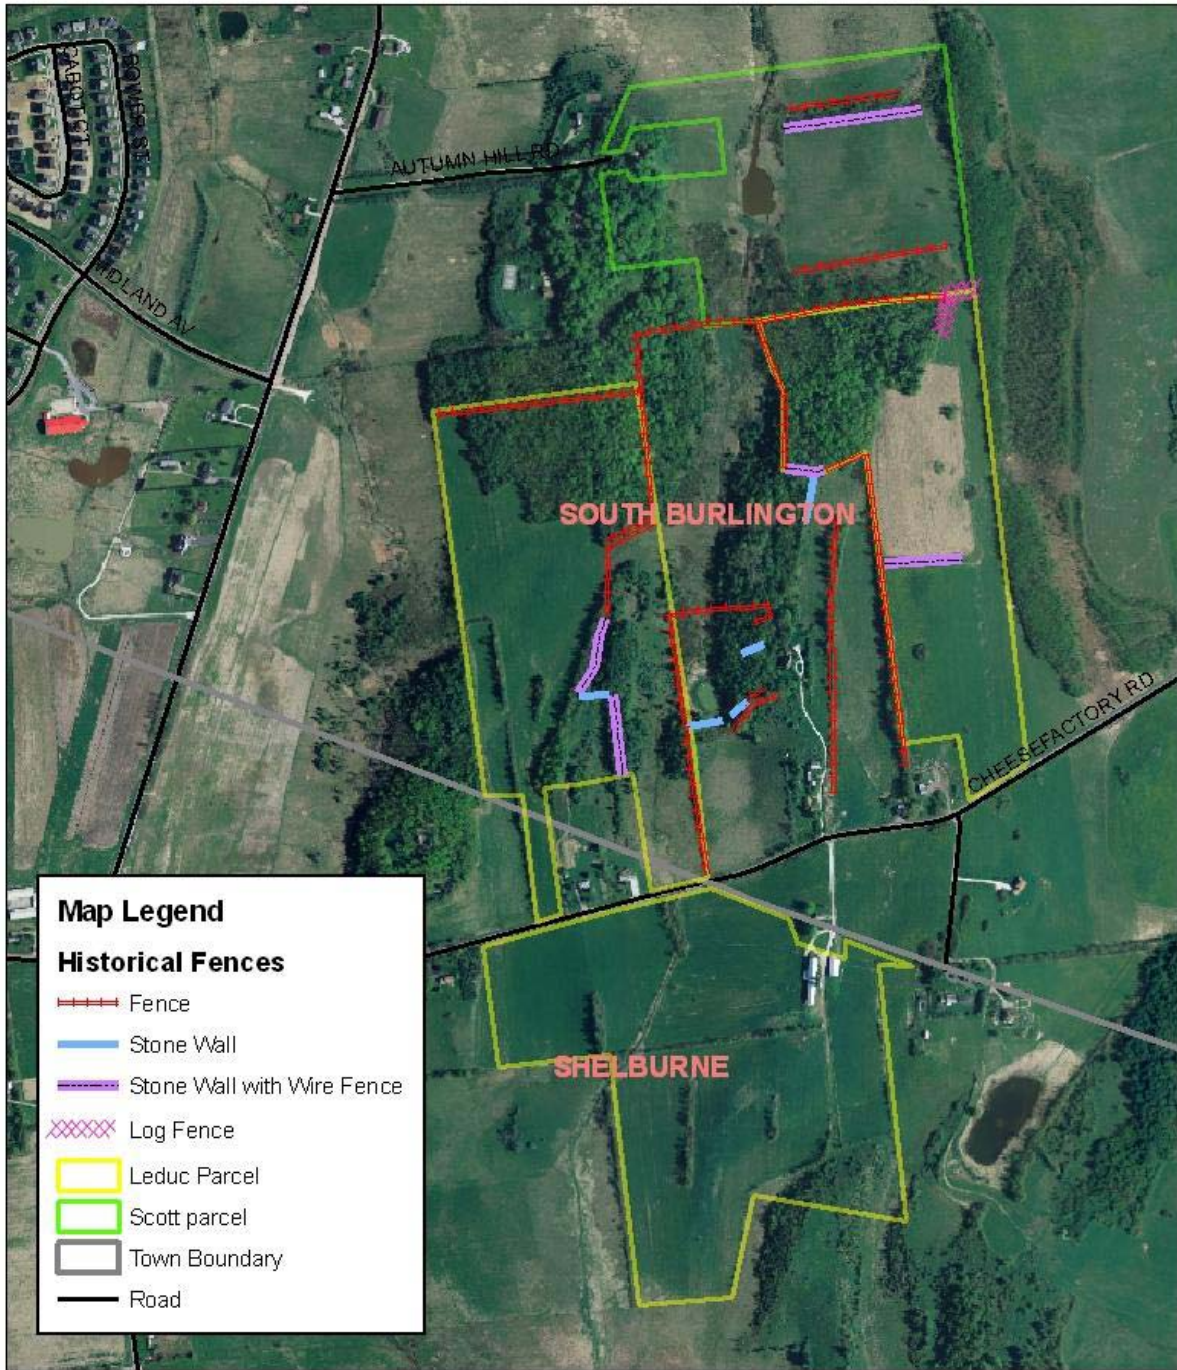 CABOT ST
BOWER ST
AUTUMN HILL RD
MIDLAND AV
SOUTH BURLINGTON
CHEESEFACTORY RD
SHELBURNE
Map Legend
Historical Fences
Fence
Stone Wall
Stone Wall with Wire Fence
Log Fence
Leduc Parcel
Scott parcel
Town Boundary
Road